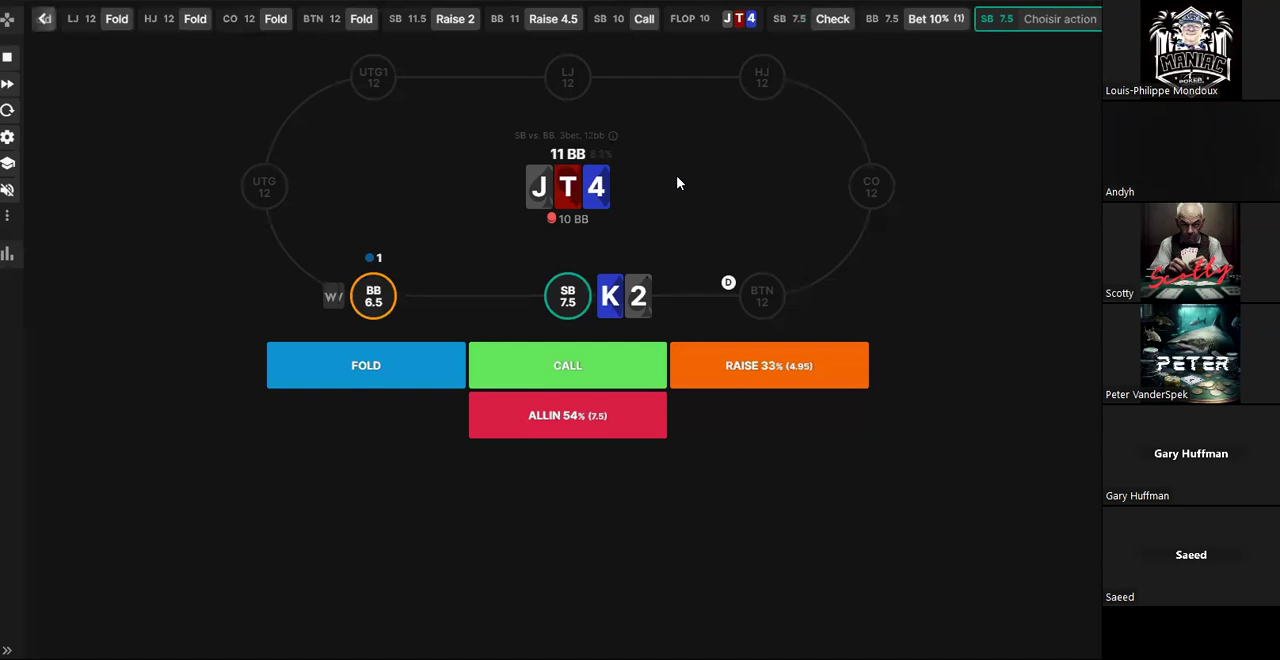 LJ 12 Fold HJ 12 Fold CO 12 Fold BTN 12 Fold SB 11.5 Raise 2 BB 11 Raise 4.5 SB 10 Call FLOP 10 J T 4 SB 7.5 Check BB 7.5 Bet 10% (1) SB 7.5 Choisir action
MANIAC
POKER
Louis-Philippe Mondoux
UTG1
12
LJ
12
HJ
12
SB vs. BB, 3bet, 12bb
11 BB 8.3%
J T 4
10 BB
UTG
12
CO
12
Andyh
1
BB
6.5
SB
7.5
K 2
D
BTN
12
Scotty
Scotty
FOLD
CALL
RAISE 33% (4.95)
ALLIN 54% (7.5)
PETER
Peter VanderSpek
Gary Huffman
Gary Huffman
Saeed
Saeed